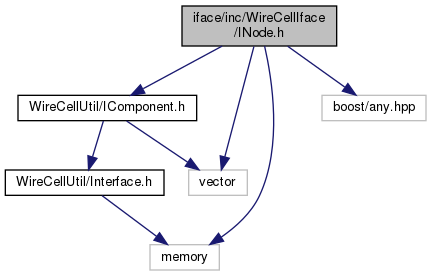 iface/inc/WireCellIface
/INode.h
WireCellUtil/IComponent.h
boost/any.hpp
WireCellUtil/Interface.h
vector
memory